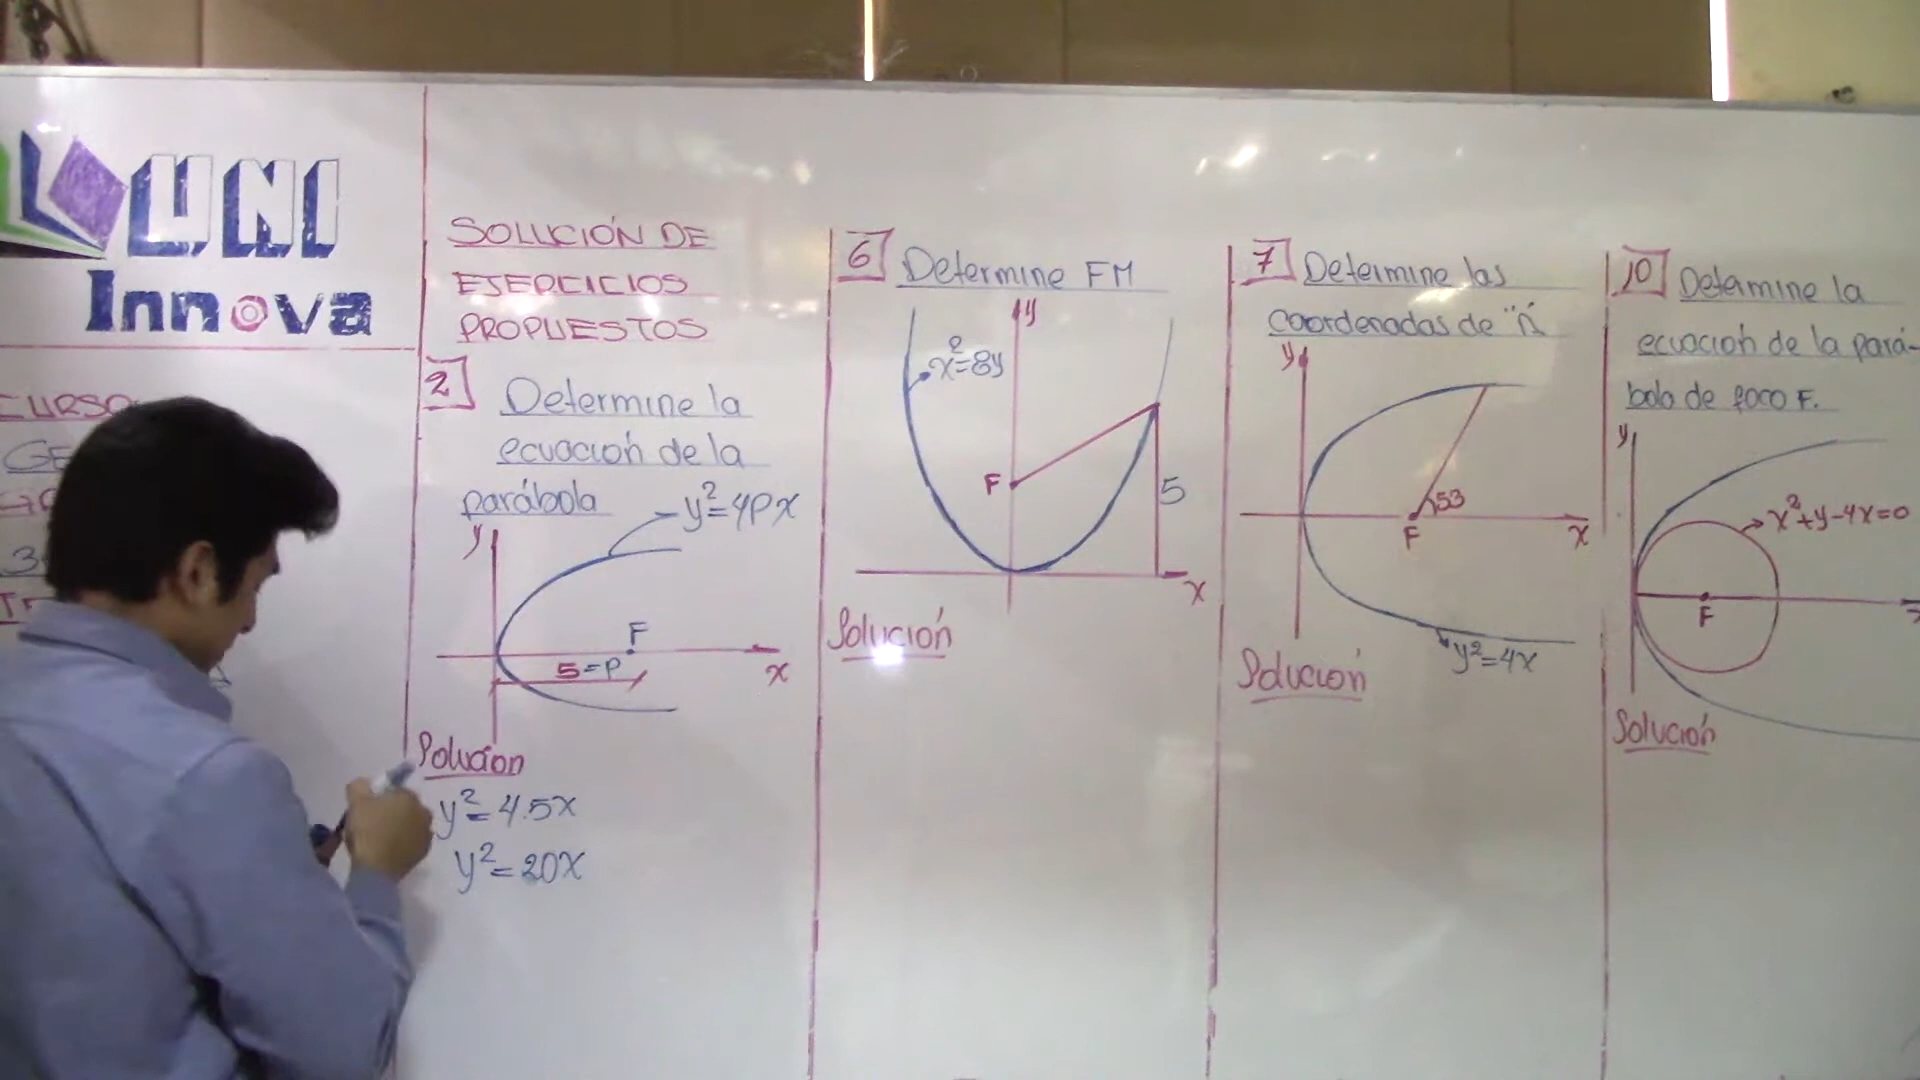 UNI
Innova
CURSO
SOLUCIÓN DE
EJERCICIOS
PROPUESTOS
2 Determine la
ecuación de la
parábola
y²=4px
y
F
5=P
x
Solución
y²=4.5x
y²=20x
6 Determine FM
y
x²=8y
F
5
x
Solución
7 Determine las
coordenadas de
y
53
F
x
y²=4x
Solución
10 Determine la
ecuación de la pará-
bola de foco F.
y
x²+y-4x=0
F
Solución